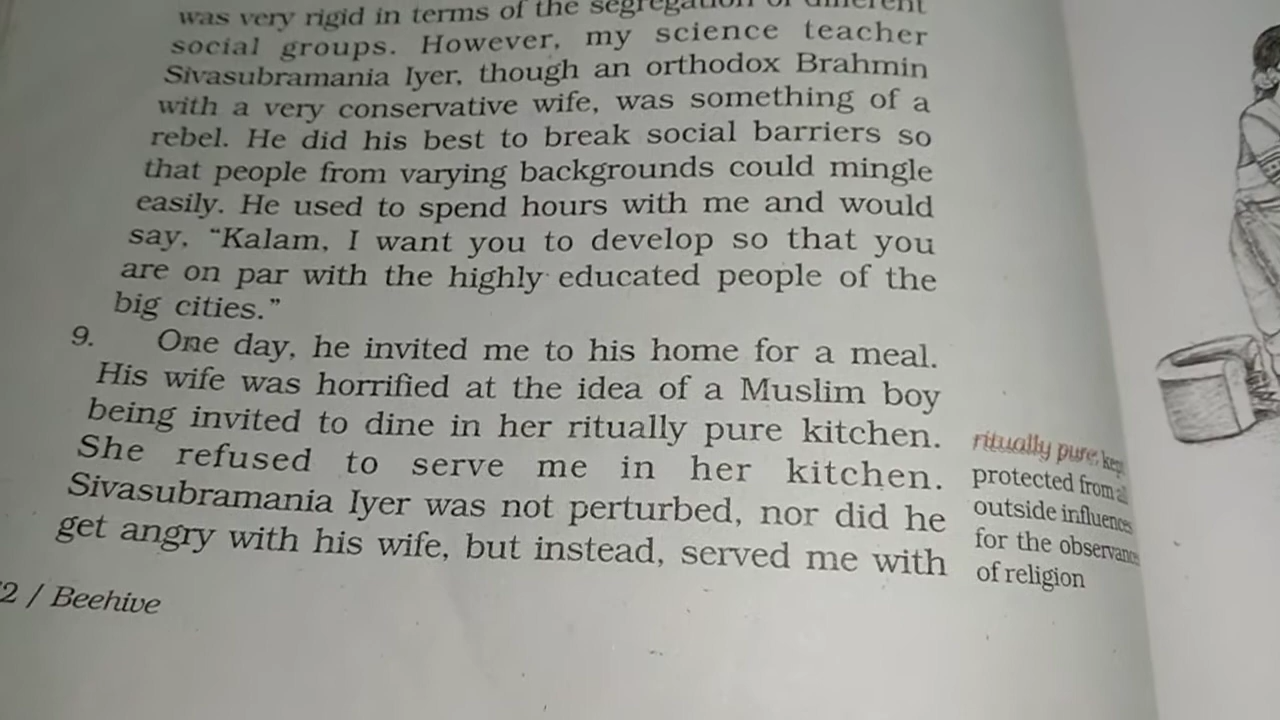 was very rigid in terms of the segregation of different
social groups. However, my science teacher
Sivasubramania Iyer, though an orthodox Brahmin
with a very conservative wife, was something of a
rebel. He did his best to break social barriers so
that people from varying backgrounds could mingle
easily. He used to spend hours with me and would
say, “Kalam, I want you to develop so that you
are on par with the highly educated people of the
big cities.”
9. One day, he invited me to his home for a meal.
His wife was horrified at the idea of a Muslim boy
being invited to dine in her ritually pure kitchen.
She refused to serve me in her kitchen.
Sivasubramania Iyer was not perturbed, nor did he
get angry with his wife, but instead, served me with
ritually pure: kept
protected from all
outside influences
for the observance
of religion
2 / Beehive